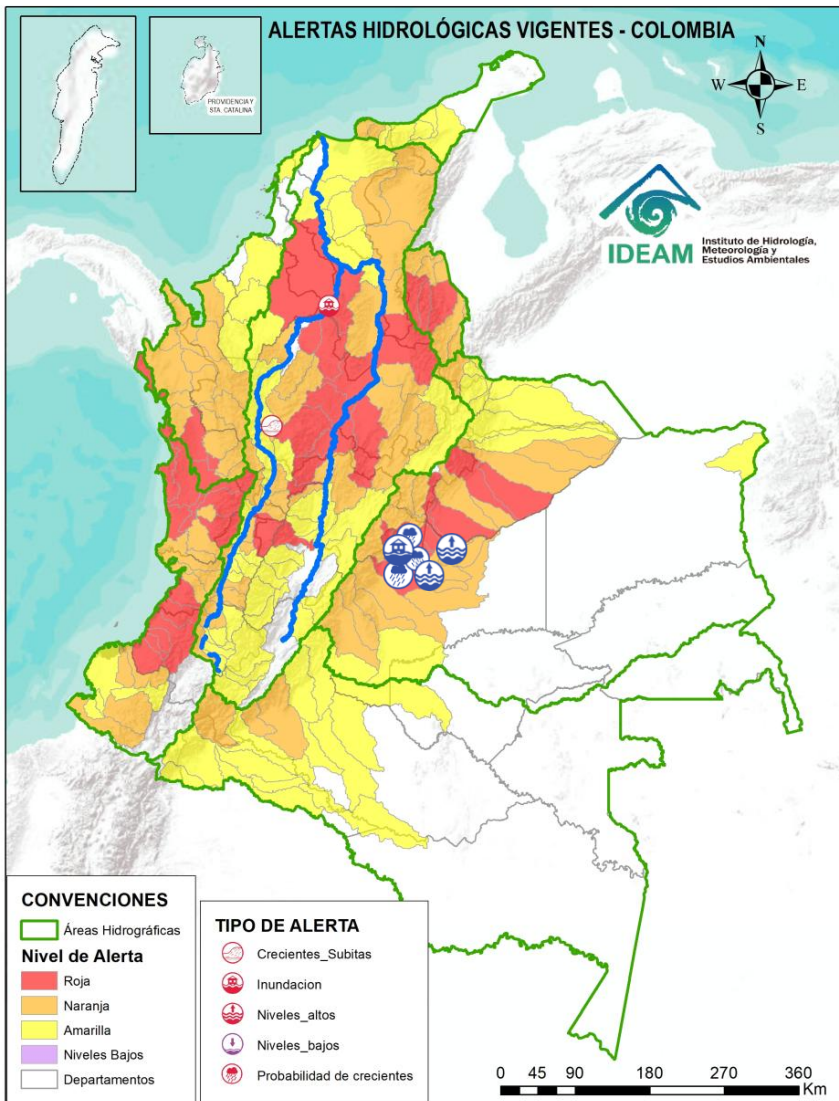 ALERTAS HIDROLÓGICAS VIGENTES - COLOMBIA
PROVIDENCIA Y
STA. CATALINA
N
W
E
S
IDEAM
Instituto de Hidrología,
Meteorología y
Estudios Ambientales
CONVENCIONES
Áreas Hidrográficas
Nivel de Alerta
Roja
Naranja
Amarilla
Niveles Bajos
Departamentos
TIPO DE ALERTA
Crecientes_Subitas
Inundacion
Niveles_altos
Niveles_bajos
Probabilidad de crecientes
0 45 90 180 270 360
Km